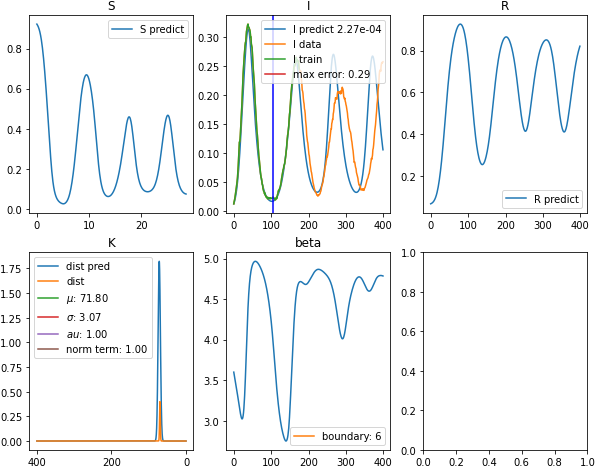 S
I
R
S predict
I predict 2.27e-04
I data
I train
max error: 0.29
R predict
0.8
0.6
0.4
0.2
0.0
0 10 20
0.30
0.25
0.20
0.15
0.10
0.05
0.00
0 100 200 300 400
0.8
0.6
0.4
0.2
0 100 200 300 400
K
beta
dist pred
dist
μ: 71.80
σ: 3.07
au: 1.00
norm term: 1.00
boundary: 6
1.75
1.50
1.25
1.00
0.75
0.50
0.25
0.00
400 200 0
5.0
4.5
4.0
3.5
3.0
0 100 200 300 400
1.0
0.8
0.6
0.4
0.2
0.0
0.0 0.2 0.4 0.6 0.8 1.0